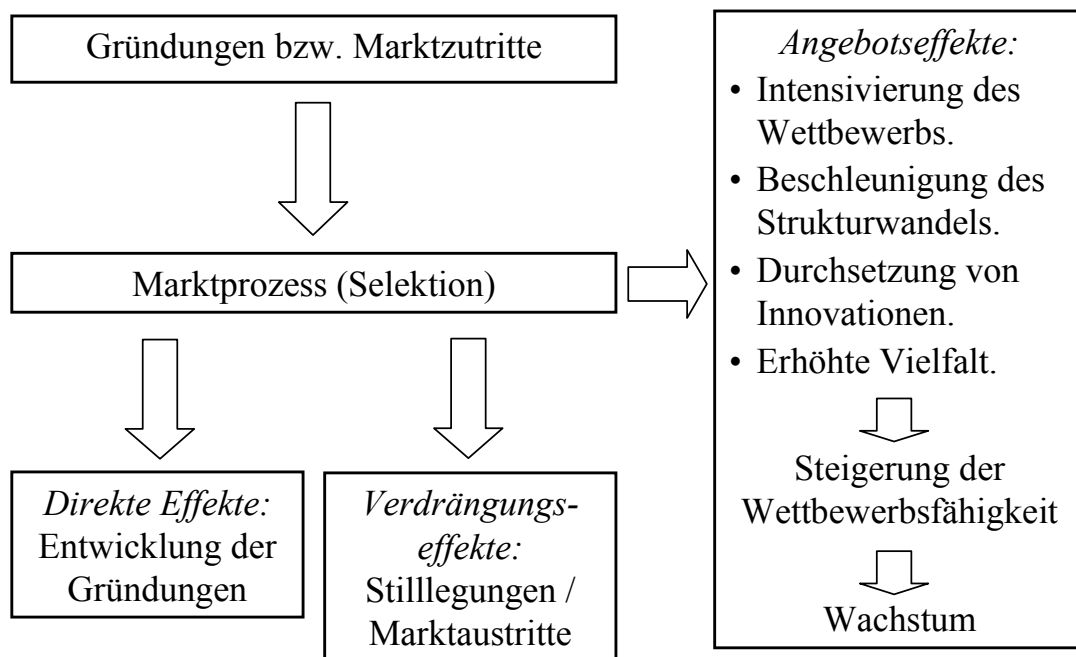 Gründungen bzw. Marktzutritte
Marktprozess (Selektion)
Direkte Effekte:
Entwicklung der
Gründungen
Verdrängungs-
effekte:
Stilllegungen /
Marktaustritte
Angebotseffekte:
• Intensivierung des
Wettbewerbs.
• Beschleunigung des
Strukturwandels.
• Durchsetzung von
Innovationen.
• Erhöhte Vielfalt.
Steigerung der
Wettbewerbsfähigkeit
Wachstum